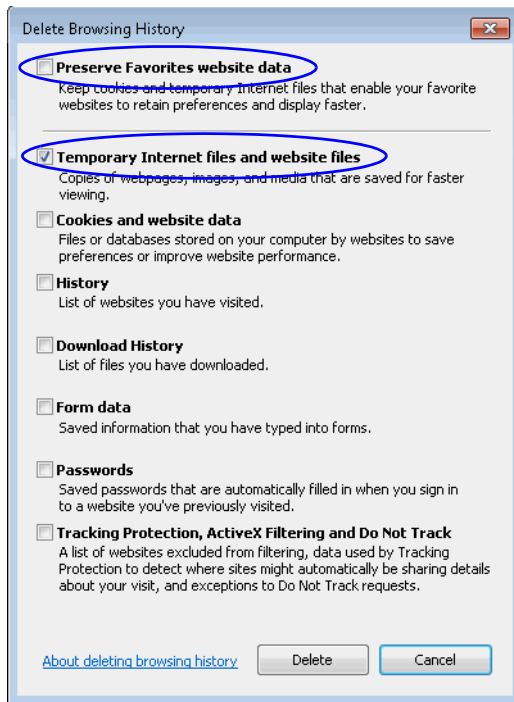 Delete Browsing History
Preserve Favorites website data
Keep cookies and temporary Internet files that enable your favorite
websites to retain preferences and display faster.
Temporary Internet files and website files
Copies of webpages, images, and media that are saved for faster
viewing.
Cookies and website data
Files or databases stored on your computer by websites to save
preferences or improve website performance.
History
List of websites you have visited.
Download History
List of files you have downloaded.
Form data
Saved information that you have typed into forms.
Passwords
Saved passwords that are automatically filled in when you sign in
to a website you've previously visited.
Tracking Protection, ActiveX Filtering and Do Not Track
A list of websites excluded from filtering, data used by Tracking
Protection to detect where sites might automatically be sharing details
about your visit, and exceptions to Do Not Track requests.
About deleting browsing history Delete Cancel